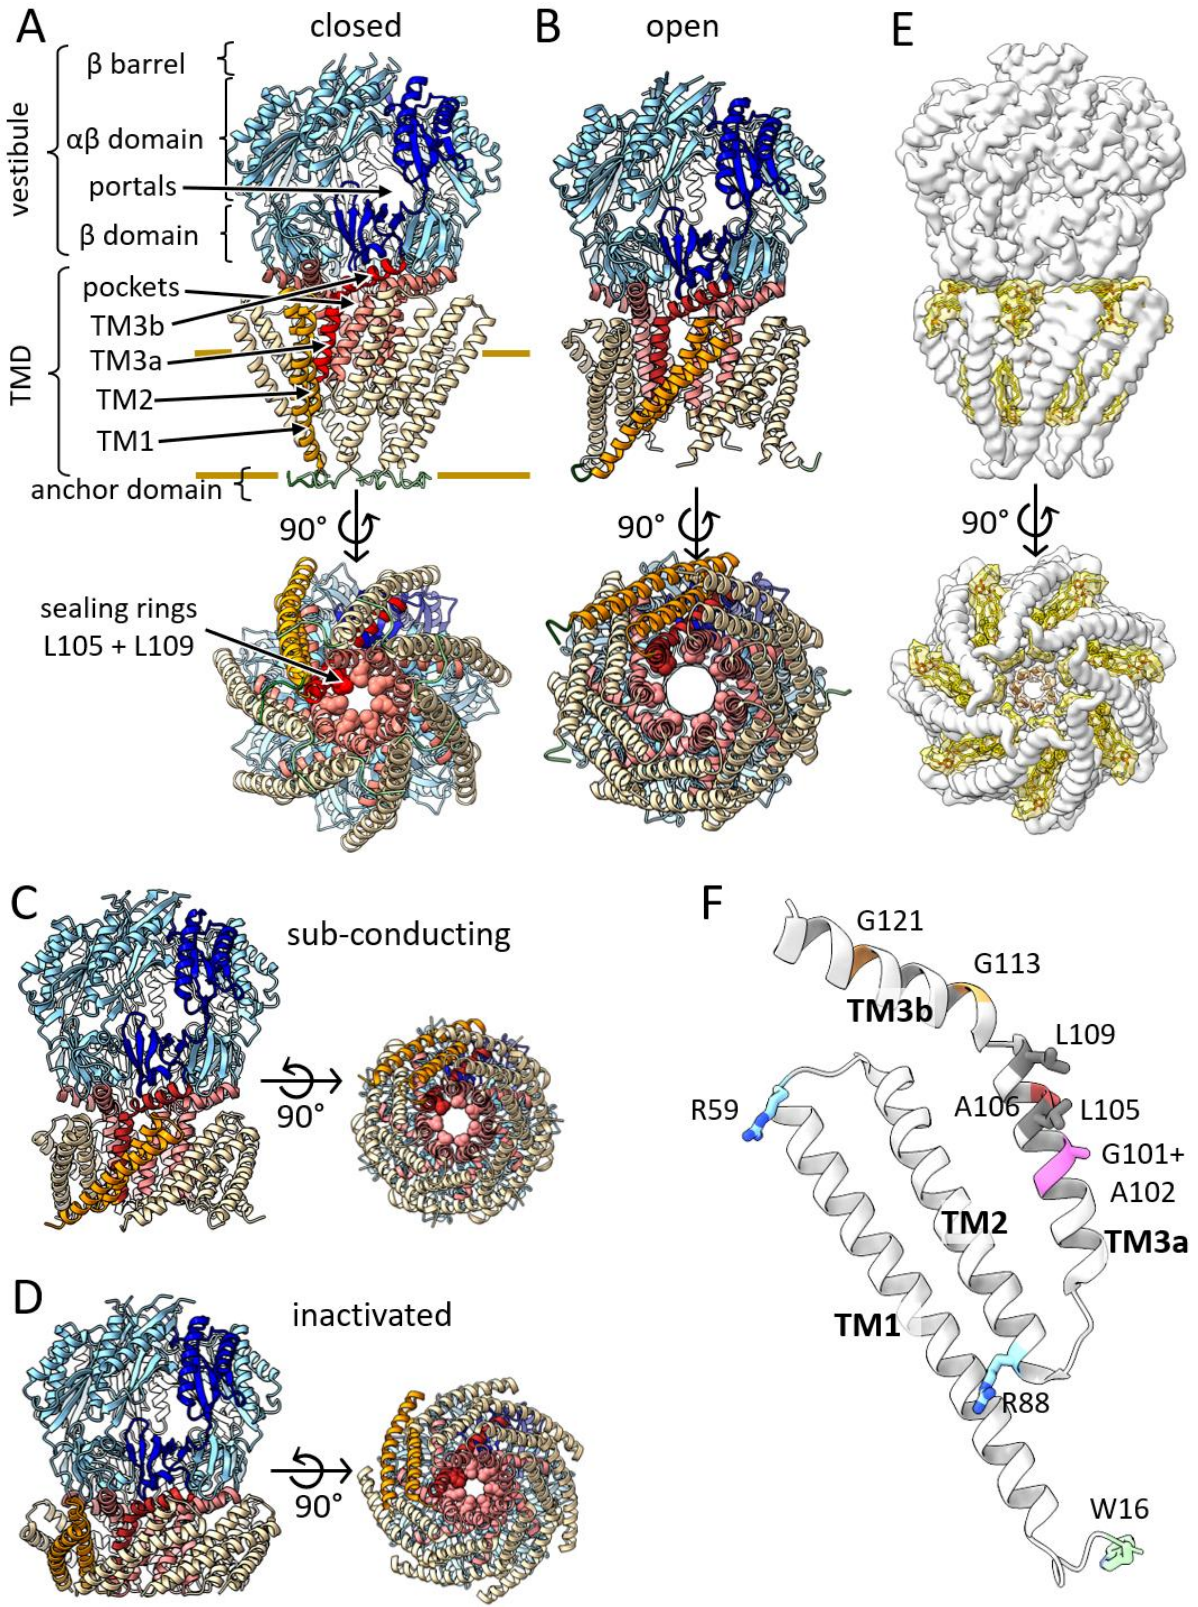 A
closed
B
open
E
β barrel
vestibule
αβ domain
portals
β domain
pockets
TM3b
TMD
TM3a
TM2
TM1
anchor domain
90°
90°
90°
sealing rings
L105 + L109
C
sub-conducting
90°
D
inactivated
90°
F
G121
G113
TM3b
L109
R59
A106
L105
G101+
A102
TM2
TM3a
TM1
R88
W16